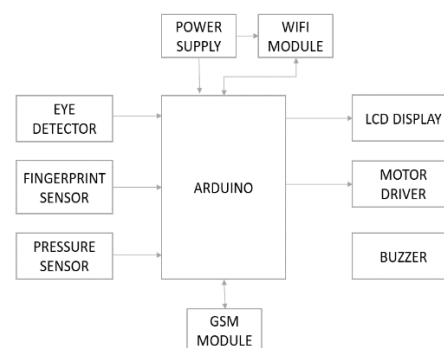 POWER
SUPPLY
WIFI
MODULE
EYE
DETECTOR
LCD DISPLAY
FINGERPRINT
SENSOR
ARDUINO
MOTOR
DRIVER
PRESSURE
SENSOR
BUZZER
GSM
MODULE